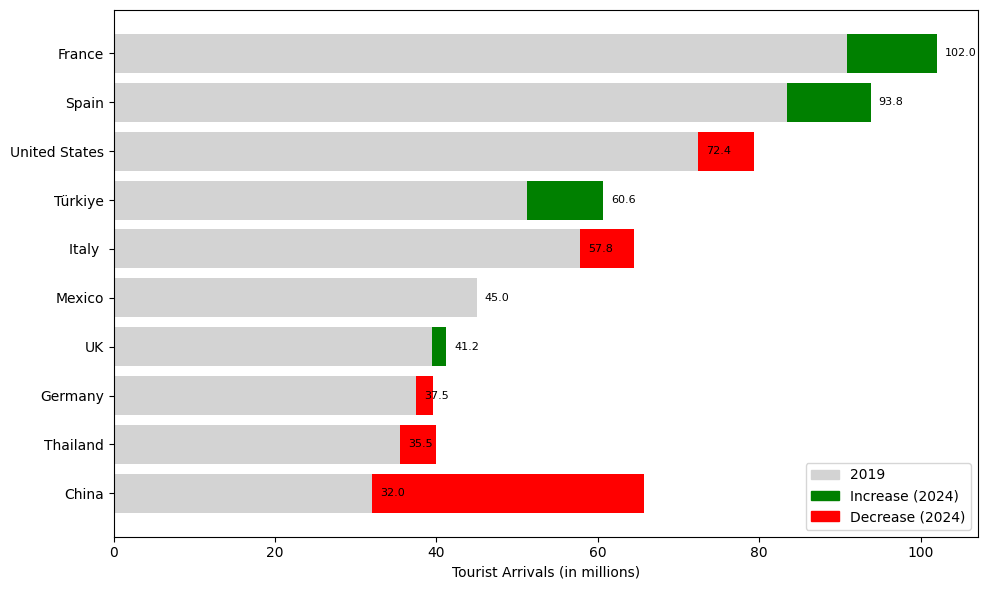 France 102.0
Spain 93.8
United States 72.4
Türkiye 60.6
Italy 57.8
Mexico 45.0
UK 41.2
Germany 37.5
Thailand 35.5
China 32.0
2019
Increase (2024)
Decrease (2024)
0 20 40 60 80 100
Tourist Arrivals (in millions)